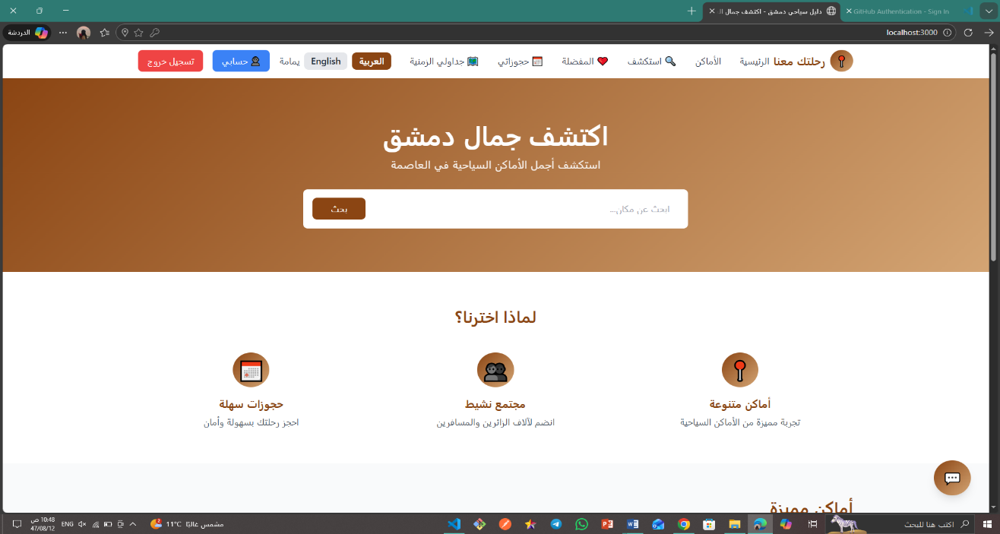 دليل سياحي دمشق - اكتشف جمال ال
GitHub Authentication - Sign In
localhost:3000
الدردشة
رحلتك معنا الرئيسية الأماكن استكشف المفضلة حجوزاتي جداولي الزمنية العربية English يمامة حسابي تسجيل خروج
اكتشف جمال دمشق
استكشف أجمل الأماكن السياحية في العاصمة
ابحث عن مكان...
بحث
لماذا اخترنا؟
أماكن متنوعة
تجربة مميزة من الأماكن السياحية
مجتمع نشيط
انضم لآلاف الزائرين والمسافرين
حجوزات سهلة
احجز رحلتك بسهولة وأمان
أماكن مميزة
اكتب هنا للبحث
11°C مشمس غالبًا
ENG
10:48 ص
47/08/12